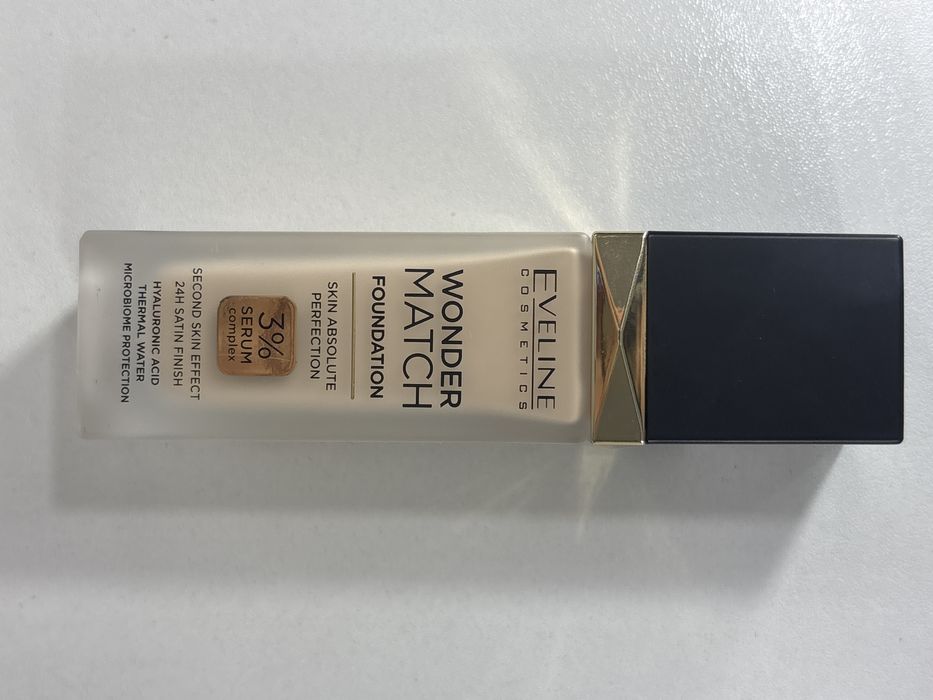 EVELINE
COSMETICS
WONDER
MATCH
FOUNDATION
SKIN ABSOLUTE
PERFECTION
3%
SERUM
complex
SECOND SKIN EFFECT
24H SATIN FINISH
HYALURONIC ACID
THERMAL WATER
MICROBIOME PROTECTION